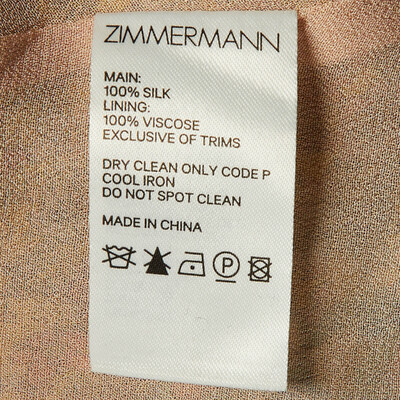 ZIMMERMANN
MAIN:
100% SILK
LINING:
100% VISCOSE
EXCLUSIVE OF TRIMS
DRY CLEAN ONLY CODE P
COOL IRON
DO NOT SPOT CLEAN
MADE IN CHINA
P